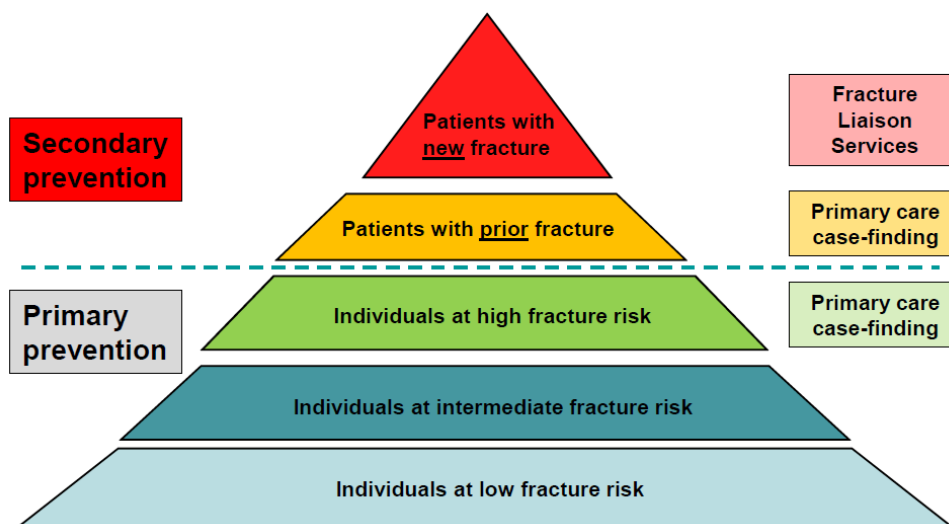 Secondary
prevention
Patients with
new fracture
Fracture
Liaison
Services
Patients with prior fracture
Primary care
case-finding
Primary
prevention
Individuals at high fracture risk
Primary care
case-finding
Individuals at intermediate fracture risk
Individuals at low fracture risk